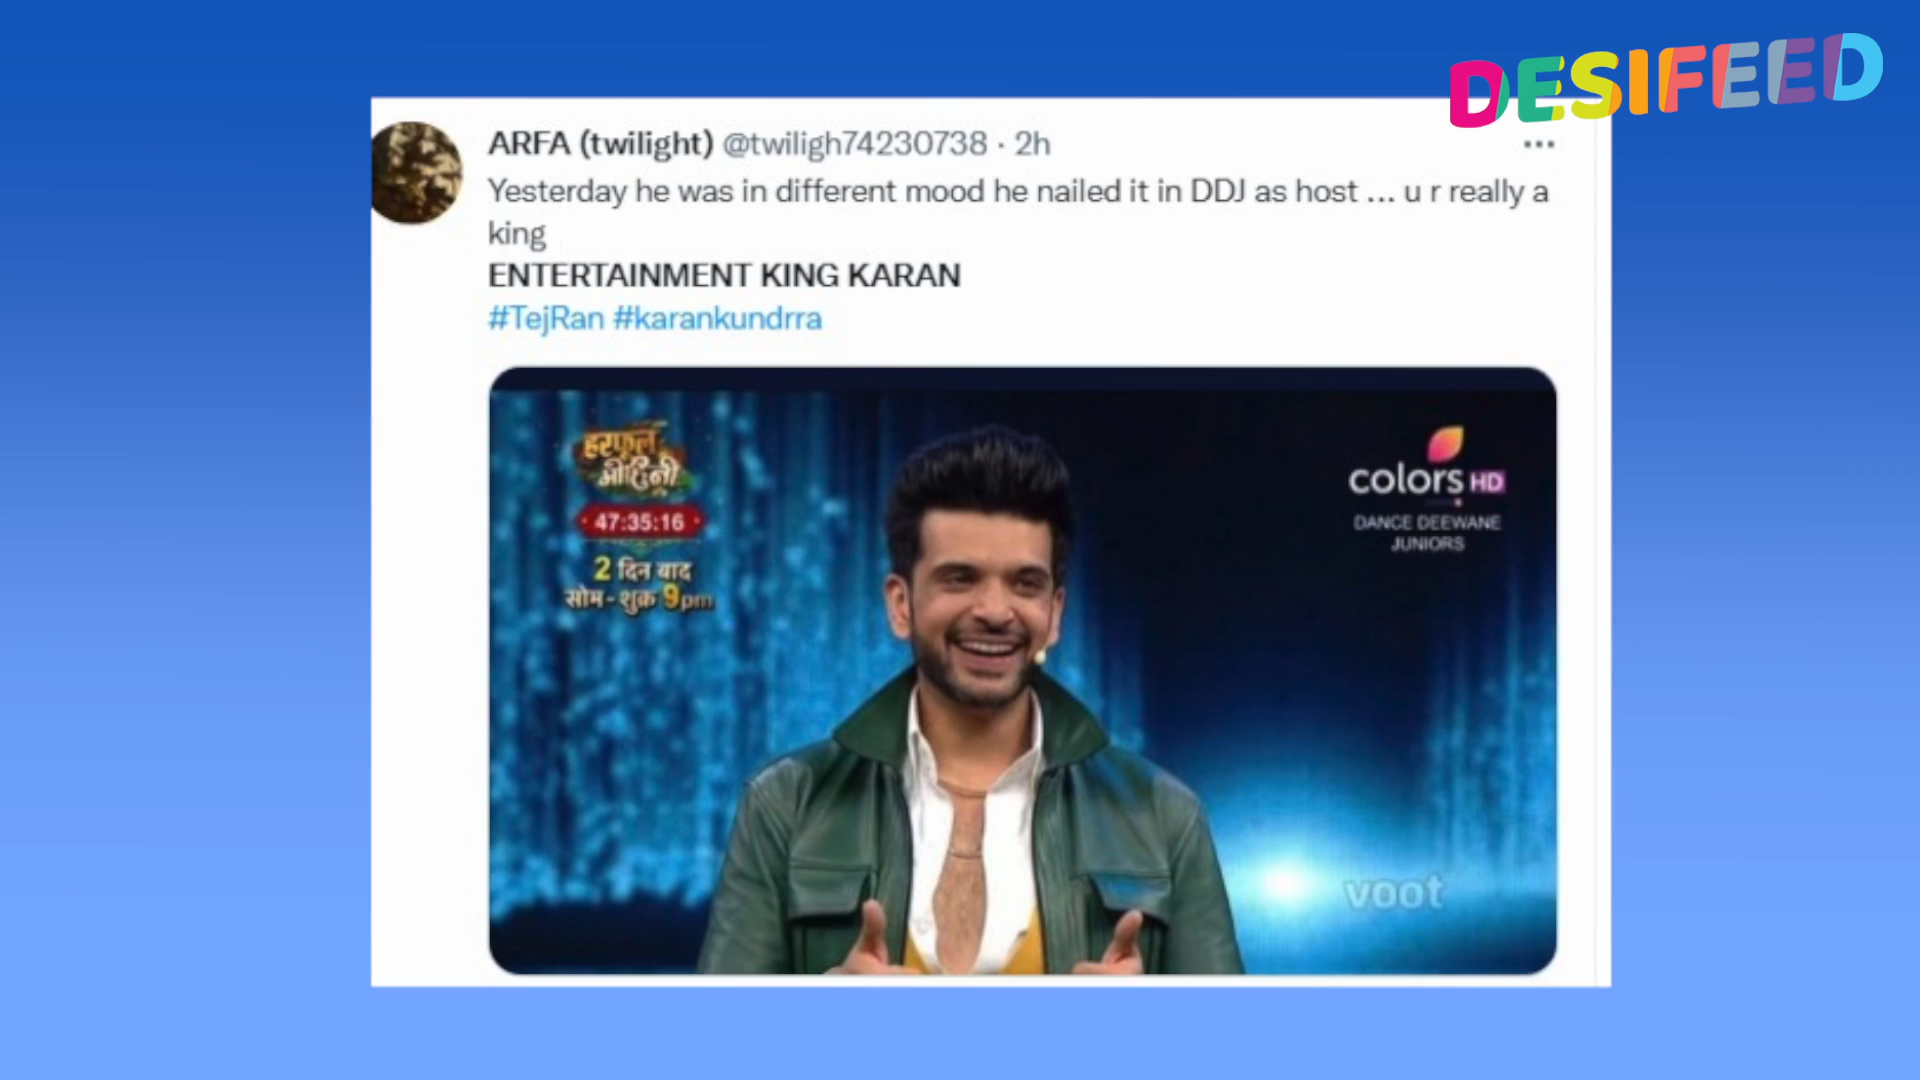 DESIFEED
ARFA (twilight) @twiligh74230738 · 2h
Yesterday he was in different mood he nailed it in DDJ as host ... u r really a
king
ENTERTAINMENT KING KARAN
#TejRan #karankundrra
हरफूल
मोहिनी
47:35:16
2 दिन बाद
सोम-शुक्र 9pm
colors HD
DANCE DEEWANE
JUNIORS
voot